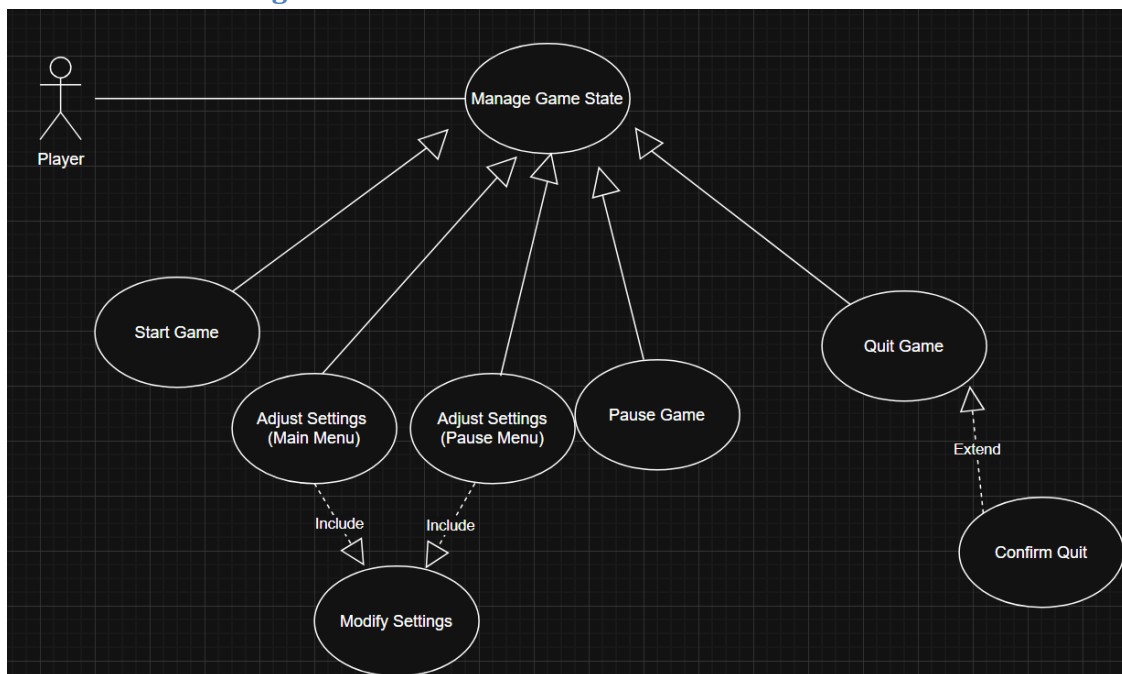 Manage Game State
Player
Start Game
Quit Game
Adjust Settings
(Main Menu)
Adjust Settings
(Pause Menu)
Pause Game
Extend
Include
Include
Confirm Quit
Modify Settings